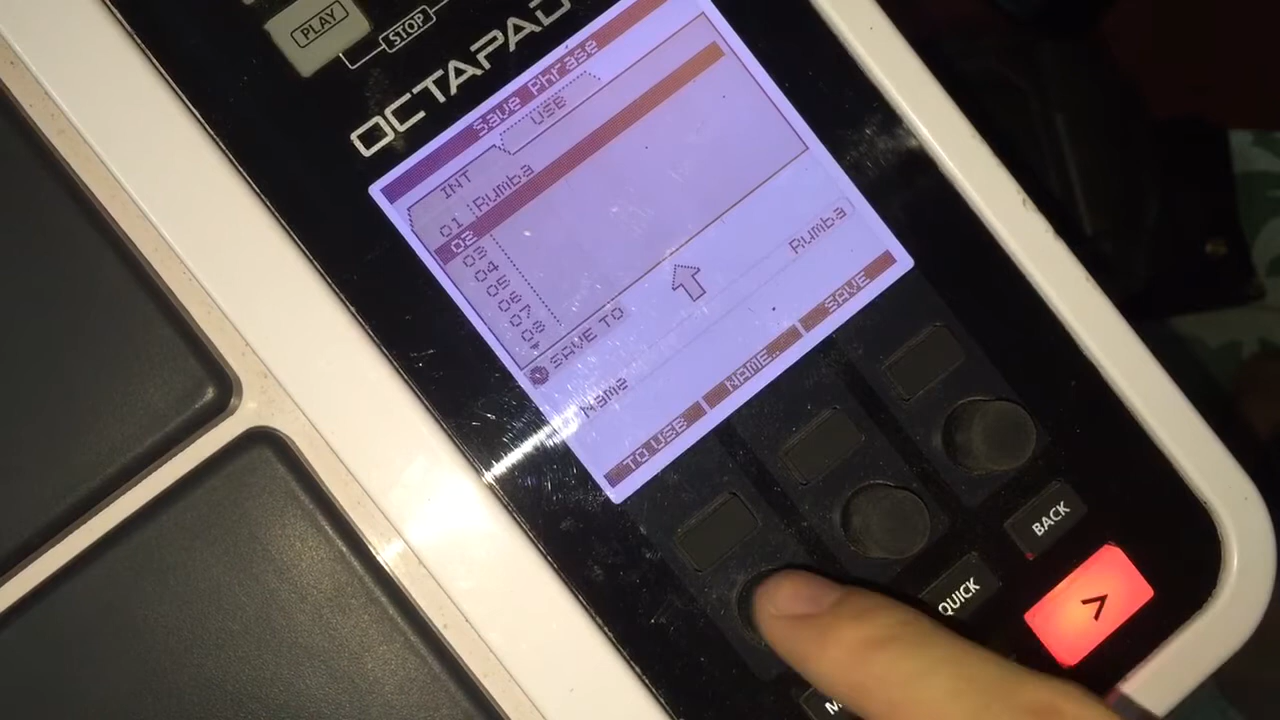 PLAY
STOP
OCTAPAD
Save Phrase
INT
USB
01:Rumba
02
03
04
05
06
07
08
SAVE TO
Name
Rumba
TO USB
NAME..
SAVE
BACK
QUICK
>
M